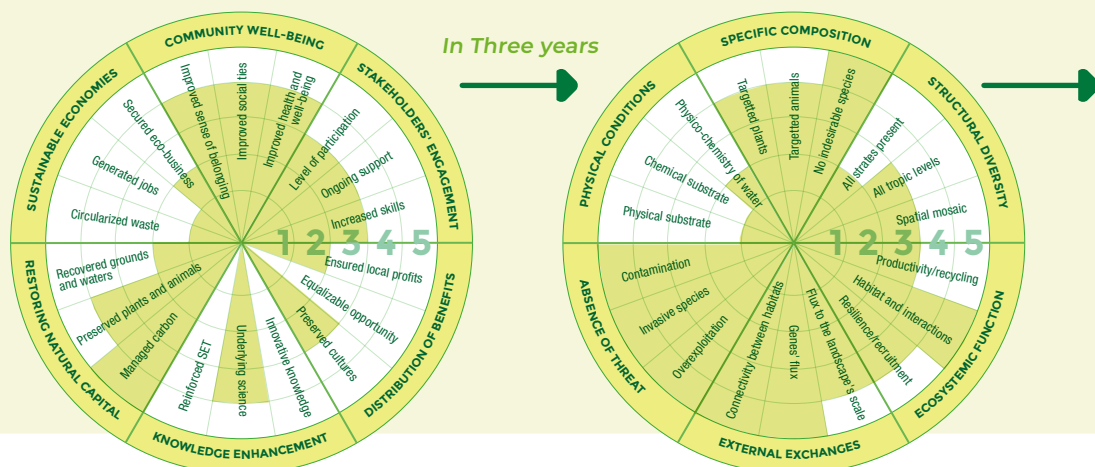 In Three years
COMMUNITY WELL-BEING
STAKEHOLDERS' ENGAGEMENT
DISTRIBUTION OF BENEFITS
KNOWLEDGE ENHANCEMENT
RESTORING NATURAL CAPITAL
SUSTAINABLE ECONOMIES
Improved sense of belonging
Improved social ties
Improved health and
well-being
Level of participation
Ongoing support
Increased skills
Ensured local profits
Equalizable opportunity
Preserved cultures
Innovative knowledge
Underlying science
Reinforced SET
Managed carbon
Preserved plants and animals
Recovered grounds
and waters
Circularized waste
Generated jobs
Secured eco-business
1 2 3 4 5
SPECIFIC COMPOSITION
STRUCTURAL DIVERSITY
ECOSYSTEMIC FUNCTION
EXTERNAL EXCHANGES
ABSENCE OF THREAT
PHYSICAL CONDITIONS
Targetted plants
Targetted animals
No indesirable species
All strates present
All tropic levels
Spatial mosaic
Productivity/recycling
Habitat and interactions
Resilience/recruitment
Flux to the landscape's scale
Genes' flux
Connectivity between habitats
Overexploitation
Invasive species
Contamination
Physical substrate
Chemical substrate
Physico-chemistry of water
1 2 3 4 5